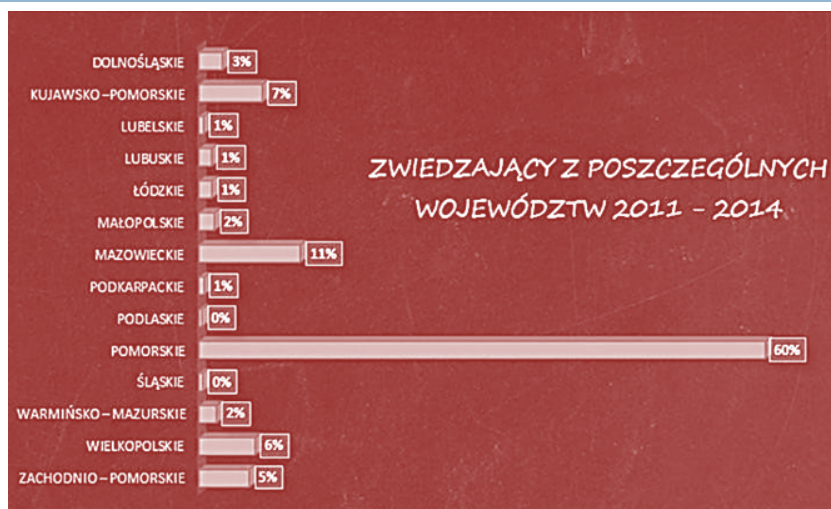 DOLNOŚLĄSKIE 3%
KUJAWSKO–POMORSKIE 7%
LUBELSKIE 1%
LUBUSKIE 1%
ŁÓDZKIE 1%
MAŁOPOLSKIE 2%
MAZOWIECKIE 11%
PODKARPACKIE 1%
PODLASKIE 0%
POMORSKIE 60%
ŚLĄSKIE 0%
WARMIŃSKO–MAZURSKIE 2%
WIELKOPOLSKIE 6%
ZACHODNIO–POMORSKIE 5%
ZWIEDZAJĄCY Z POSZCZEGÓLNYCH
WOJEWÓDZTW 2011 - 2014